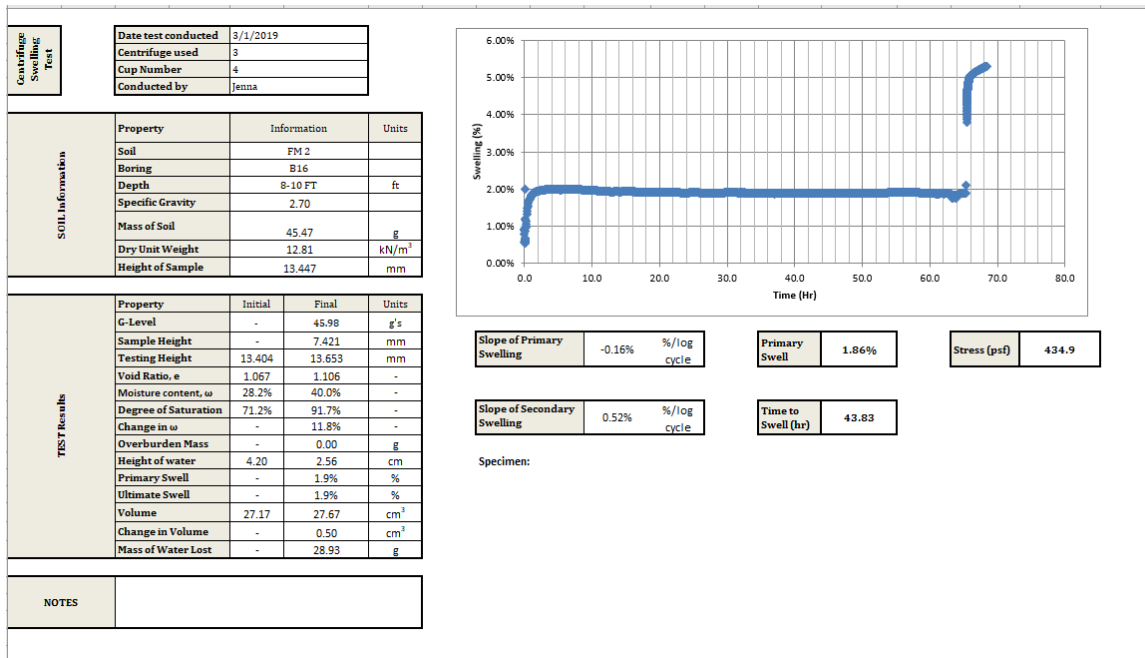 Centrifuge
Swelling
Test
Date test conducted 3/1/2019
Centrifuge used 3
Cup Number 4
Conducted by Jenna
SOIL Information
Property Information Units
Soil FM 2
Boring B16
Depth 8-10 FT ft
Specific Gravity 2.70
Mass of Soil 45.47 g
Dry Unit Weight 12.81 kN/m³
Height of Sample 13.447 mm
TEST Results
Property Initial Final Units
G-Level - 45.98 g's
Sample Height - 7.421 mm
Testing Height 13.404 13.653 mm
Void Ratio, e 1.067 1.106 -
Moisture content, ω 28.2% 40.0% -
Degree of Saturation 71.2% 91.7% -
Change in ω - 11.8% -
Overburden Mass - 0.00 g
Height of water 4.20 2.56 cm
Primary Swell - 1.9% %
Ultimate Swell - 1.9% %
Volume 27.17 27.67 cm³
Change in Volume - 0.50 cm³
Mass of Water Lost - 28.93 g
NOTES
Swelling (%)
6.00%
5.00%
4.00%
3.00%
2.00%
1.00%
0.00%
0.0 10.0 20.0 30.0 40.0 50.0 60.0 70.0 80.0
Time (Hr)
Slope of Primary
Swelling
-0.16%
%/log
cycle
Primary
Swell
1.86%
Stress (psf) 434.9
Slope of Secondary
Swelling
0.52%
%/log
cycle
Time to
Swell (hr)
43.83
Specimen: